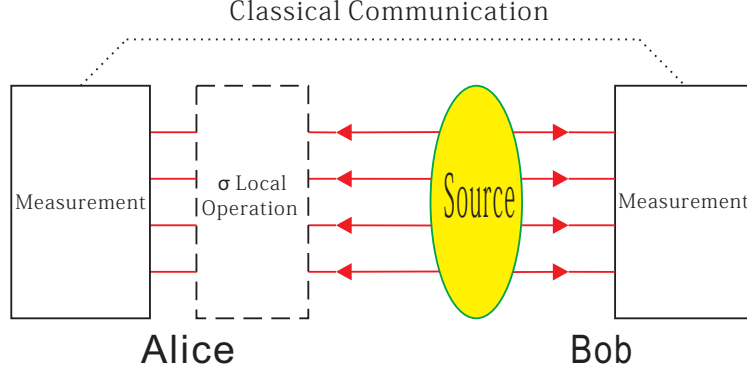 Classical Communication
Measurement
σ Local
Operation
Source
Measurement
Alice
Bob